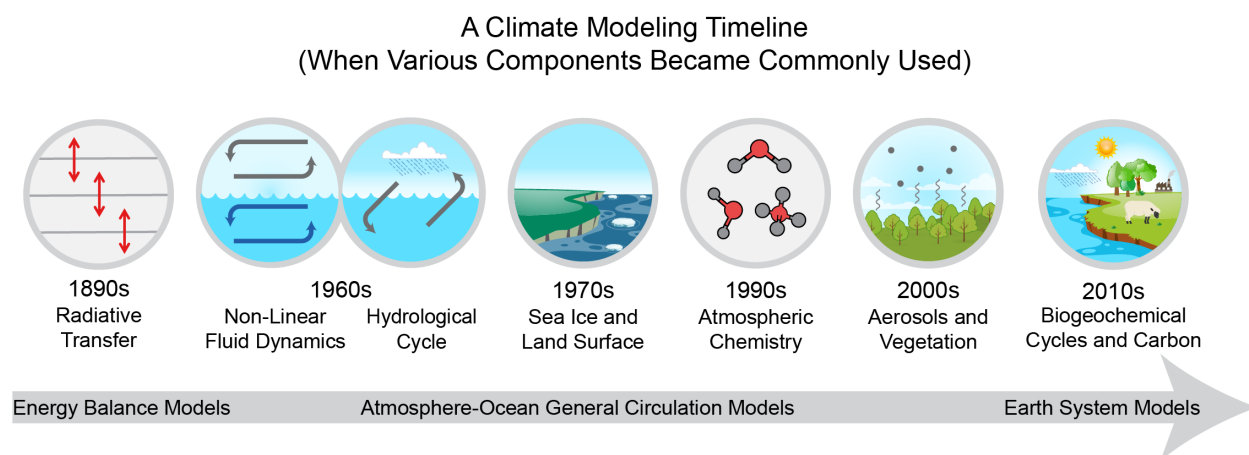 A Climate Modeling Timeline
(When Various Components Became Commonly Used)
1890s
Radiative
Transfer
1960s
Non-Linear
Fluid Dynamics
Hydrological
Cycle
1970s
Sea Ice and
Land Surface
1990s
Atmospheric
Chemistry
2000s
Aerosols and
Vegetation
2010s
Biogeochemical
Cycles and Carbon
Energy Balance Models
Atmosphere-Ocean General Circulation Models
Earth System Models